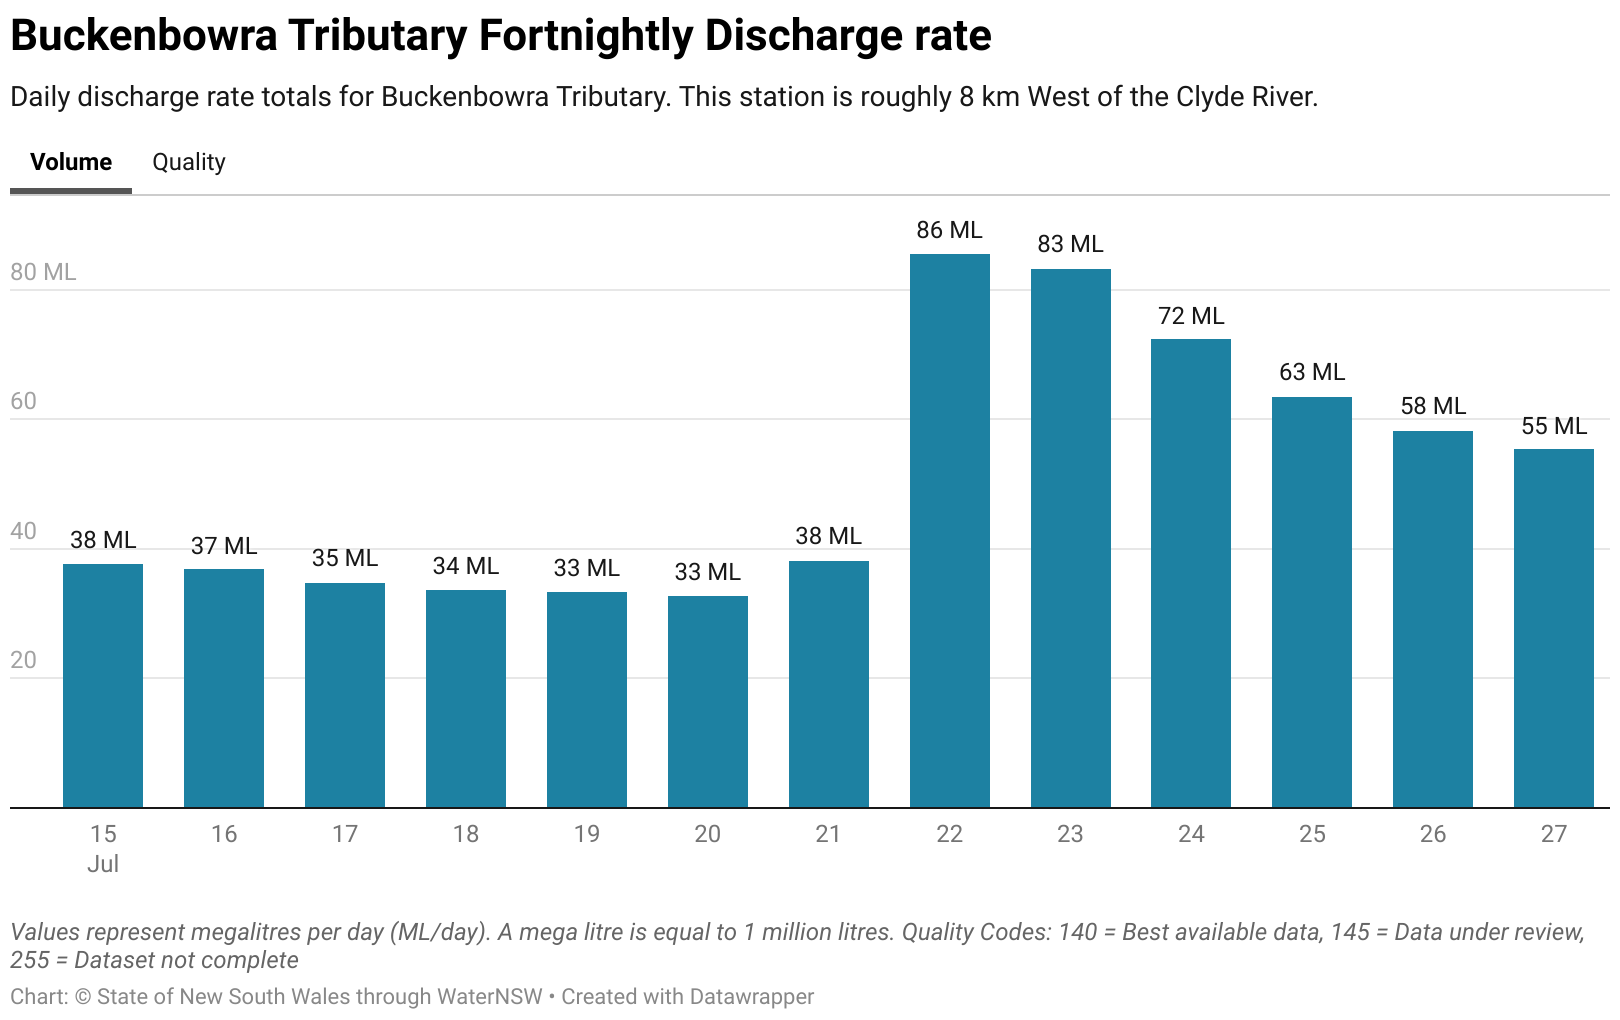 Buckenbowra Tributary Fortnightly Discharge rate
Daily discharge rate totals for Buckenbowra Tributary. This station is roughly 8 km West of the Clyde River.
Volume Quality
80 ML
60
40
20
38 ML
37 ML
35 ML
34 ML
33 ML
33 ML
38 ML
86 ML
83 ML
72 ML
63 ML
58 ML
55 ML
15 16 17 18 19 20 21 22 23 24 25 26 27
Jul
Values represent megalitres per day (ML/day). A mega litre is equal to 1 million litres. Quality Codes: 140 = Best available data, 145 = Data under review,
255 = Dataset not complete
Chart: © State of New South Wales through WaterNSW • Created with Datawrapper